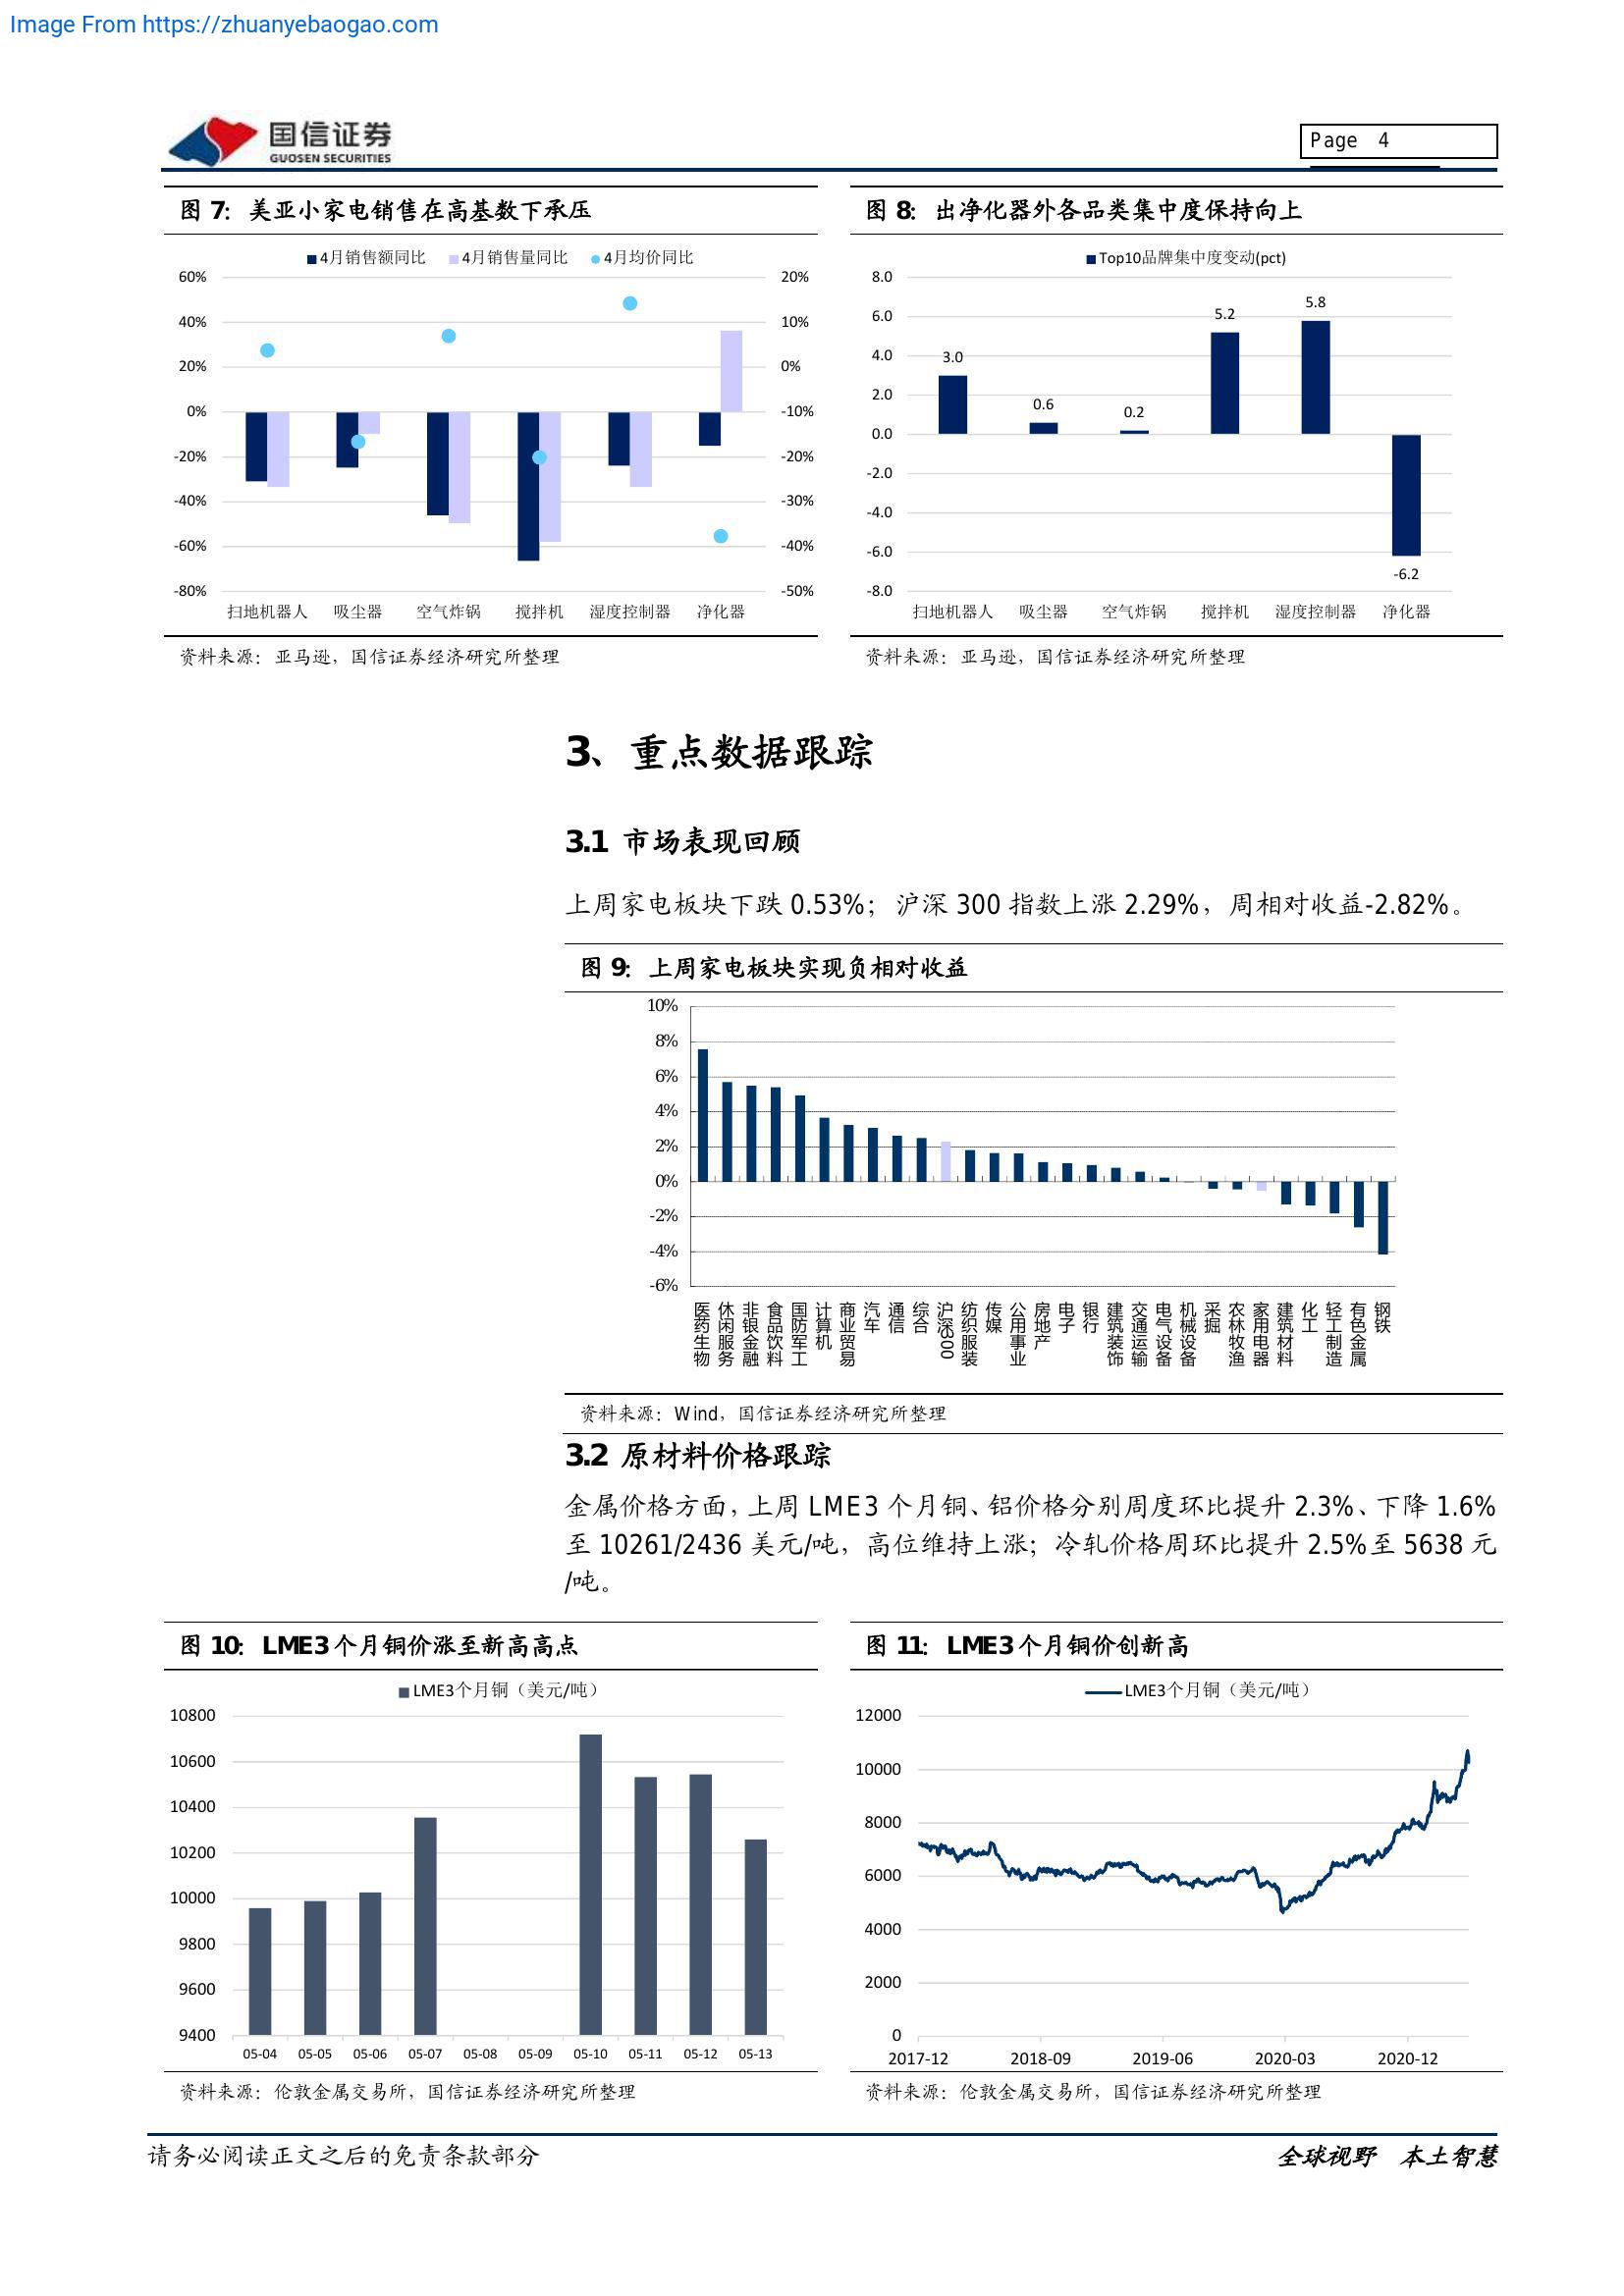 Image From https://zhuanyebaogao.com
国信证券
GUOSEN SECURITIES
Page 4
图 7：美亚小家电销售在高基数下承压
4月销售额同比 4月销售量同比 4月均价同比
60%
40%
20%
0%
-20%
-40%
-60%
-80%
20%
10%
0%
-10%
-20%
-30%
-40%
-50%
扫地机器人 吸尘器 空气炸锅 搅拌机 湿度控制器 净化器
资料来源：亚马逊，国信证券经济研究所整理
图 8：出净化器外各品类集中度保持向上
Top10品牌集中度变动(pct)
8.0
6.0
4.0
2.0
0.0
-2.0
-4.0
-6.0
-8.0
3.0
0.6
0.2
5.2
5.8
-6.2
扫地机器人 吸尘器 空气炸锅 搅拌机 湿度控制器 净化器
资料来源：亚马逊，国信证券经济研究所整理
3、重点数据跟踪
3.1 市场表现回顾
上周家电板块下跌 0.53%；沪深 300 指数上涨 2.29%，周相对收益-2.82%。
图 9：上周家电板块实现负相对收益
10%
8%
6%
4%
2%
0%
-2%
-4%
-6%
医药生物
休闲服务
非银金融
食品饮料
国防军工
计算机
商业贸易
汽车
通信
综合
沪深300
纺织服装
传媒
公用事业
房地产
电子
银行
建筑装饰
交通运输
电气设备
机械设备
采掘
农林牧渔
家用电器
建筑材料
化工
轻工制造
有色金属
钢铁
资料来源：Wind，国信证券经济研究所整理
3.2 原材料价格跟踪
金属价格方面，上周 LME3 个月铜、铝价格分别周度环比提升 2.3%、下降 1.6%
至 10261/2436 美元/吨，高位维持上涨；冷轧价格周环比提升 2.5%至 5638 元
/吨。
图 10：LME3 个月铜价涨至新高高点
LME3个月铜（美元/吨）
10800
10600
10400
10200
10000
9800
9600
9400
05-04 05-05 05-06 05-07 05-08 05-09 05-10 05-11 05-12 05-13
资料来源：伦敦金属交易所，国信证券经济研究所整理
图 11：LME3 个月铜价创新高
LME3个月铜（美元/吨）
12000
10000
8000
6000
4000
2000
0
2017-12 2018-09 2019-06 2020-03 2020-12
资料来源：伦敦金属交易所，国信证券经济研究所整理
请务必阅读正文之后的免责条款部分
全球视野 本土智慧